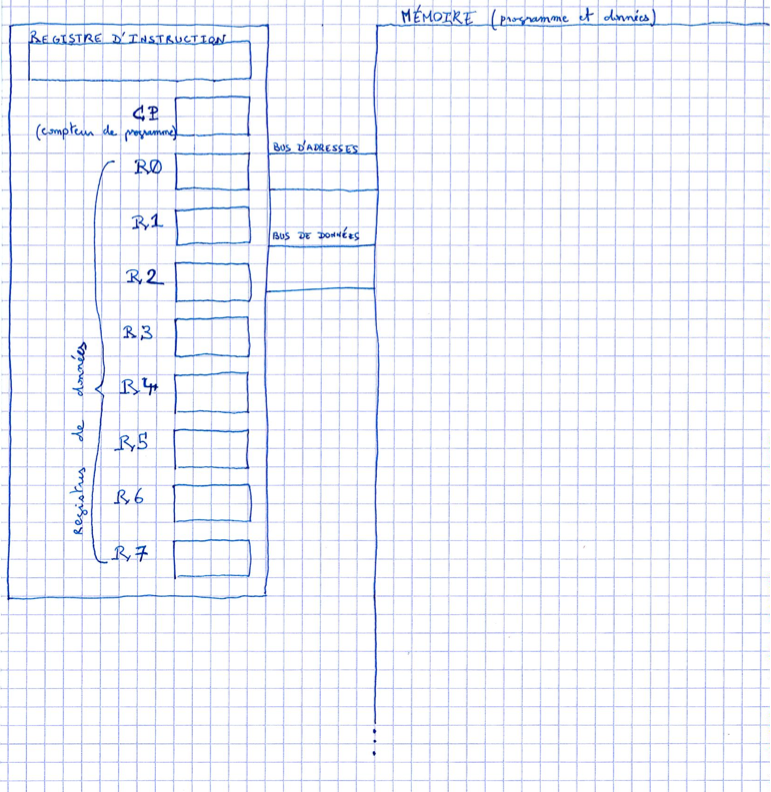 MÉMOIRE (programme et données)
REGISTRE D'INSTRUCTION
CP
(compteur de programme)
BUS D'ADRESSES
RØ
R1
BUS DE DONNÉES
R2
R3
R4
R5
R6
R7
Registres de données